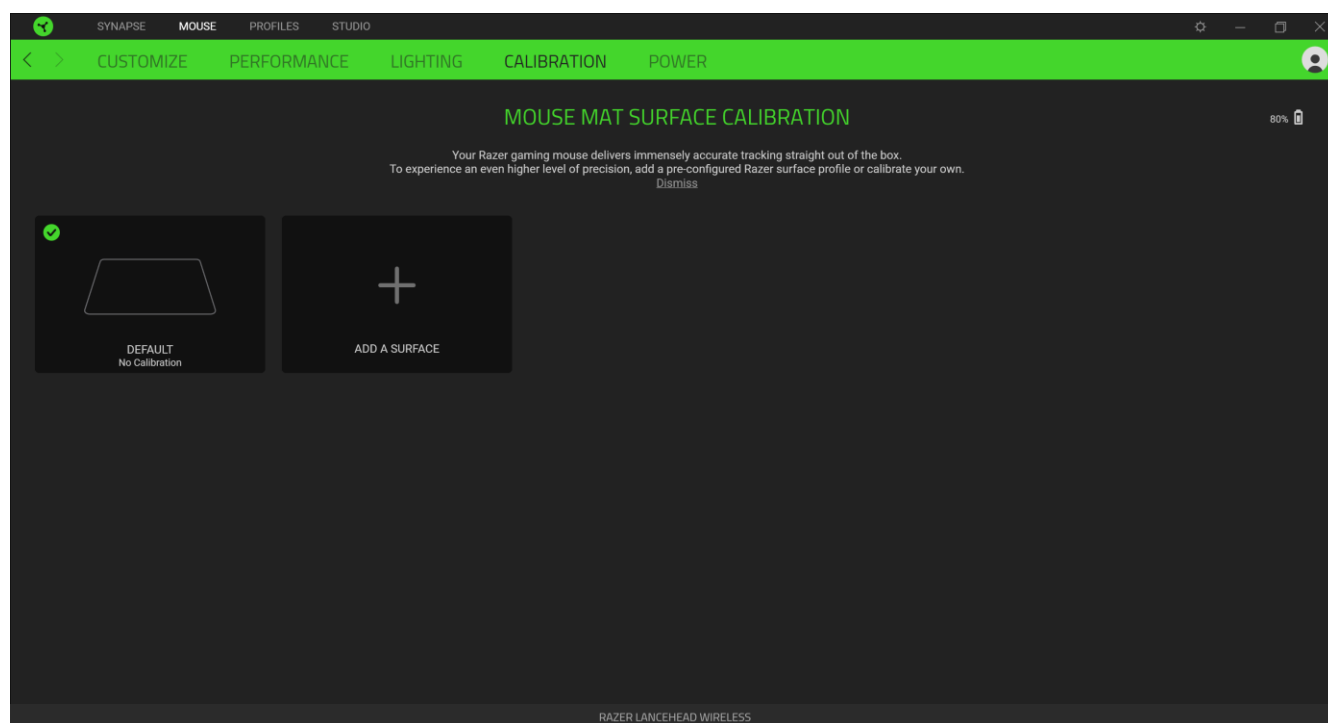 SYNAPSE MOUSE PROFILES STUDIO
CUSTOMIZE PERFORMANCE LIGHTING CALIBRATION POWER
MOUSE MAT SURFACE CALIBRATION
80%
Your Razer gaming mouse delivers immensely accurate tracking straight out of the box.
To experience an even higher level of precision, add a pre-configured Razer surface profile or calibrate your own.
Dismiss
DEFAULT
No Calibration
ADD A SURFACE
RAZER LANCEHEAD WIRELESS